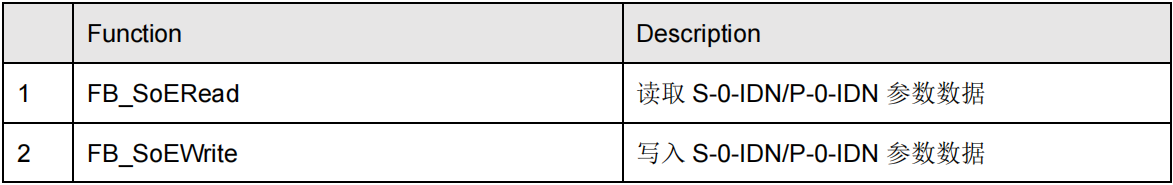 Function Description
1 FB_SoERead 读取 S-0-IDN/P-0-IDN 参数数据
2 FB_SoEWrite 写入 S-0-IDN/P-0-IDN 参数数据